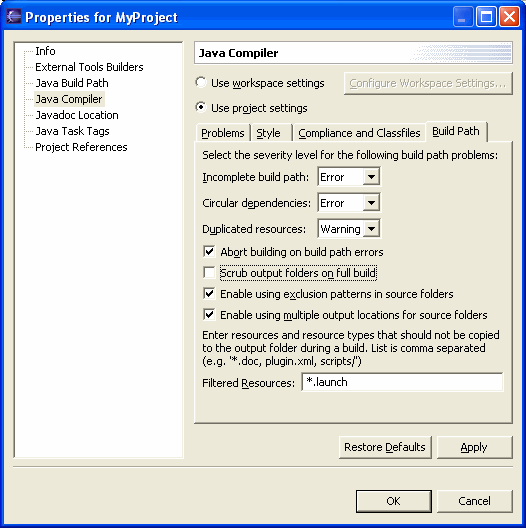 Properties for MyProject
Info
External Tools Builders
Java Build Path
Java Compiler
Javadoc Location
Java Task Tags
Project References
Java Compiler
Use workspace settings
Configure Workspace Settings...
Use project settings
Problems Style Compliance and Classfiles Build Path
Select the severity level for the following build path problems:
Incomplete build path: Error
Circular dependencies: Error
Duplicated resources: Warning
Abort building on build path errors
Scrub output folders on full build
Enable using exclusion patterns in source folders
Enable using multiple output locations for source folders
Enter resources and resource types that should not be copied
to the output folder during a build. List is comma separated
(e.g. '*.doc, plugin.xml, scripts/')
Filtered Resources: *.launch
Restore Defaults Apply
OK Cancel